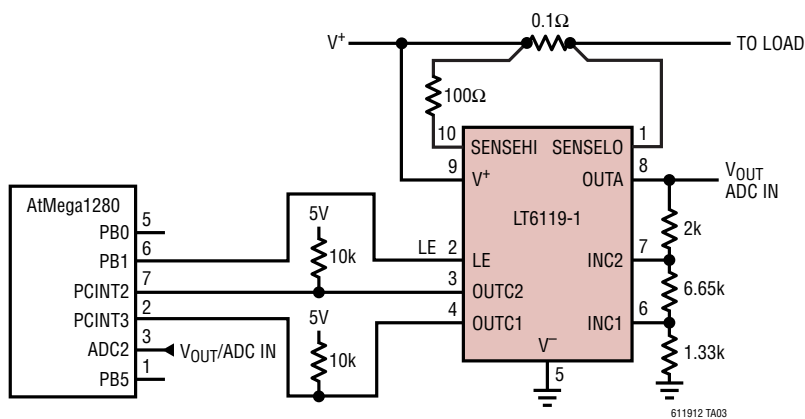 0.1Ω
V+
TO LOAD
100Ω
10 SENSEHI SENSELO 1
9 V+ OUTA 8
VOUT
ADC IN
AtMega1280
LT6119-1
2k
PB0 5
5V
PB1 6
10k
LE 2 LE INC2 7
PCINT2 7
3 OUTC2
6.65k
PCINT3 2
5V
4 OUTC1 INC1 6
ADC2 3
VOUT/ADC IN
10k
V–
1.33k
PB5 1
5
611912 TA03